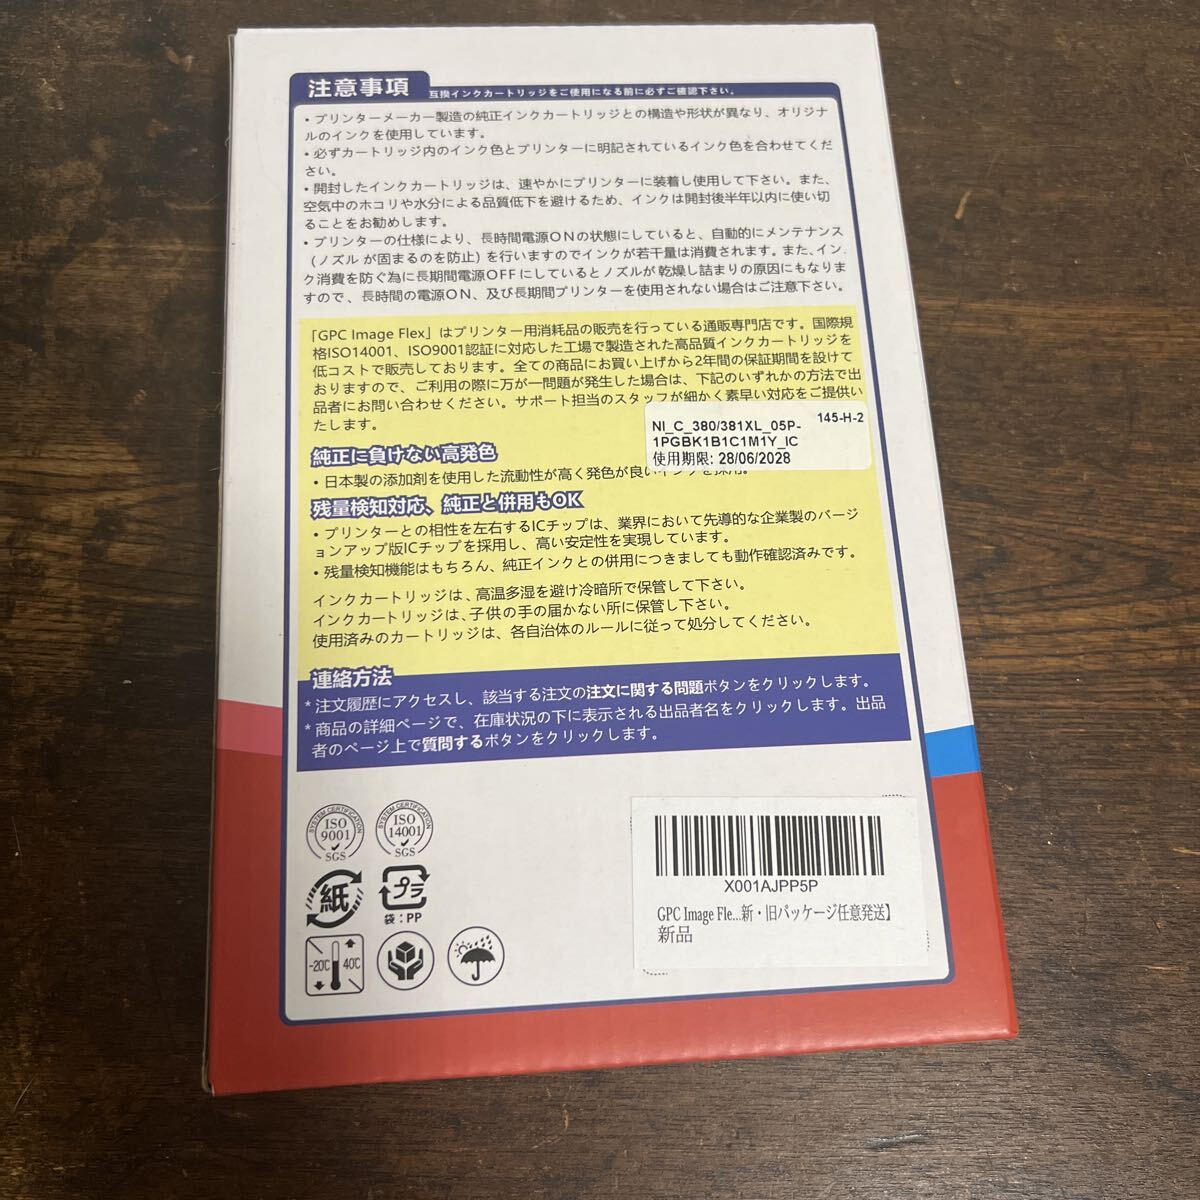 注意事項 互換インクカートリッジをご使用になる前に必ずご確認下さい。
・プリンターメーカー製造の純正インクカートリッジとの構造や形状が異なり、オリジナ
ルのインクを使用しています。
・必ずカートリッジ内のインク色とプリンターに明記されているインク色を合わせてくだ
さい。
・開封したインクカートリッジは、速やかにプリンターに装着し使用して下さい。また、
空気中のホコリや水分による品質低下を避けるため、インクは開封後半年以内に使い切
ることをお勧めします。
・プリンターの仕様により、長時間電源ONの状態にしていると、自動的にメンテナンス
(ノズルが固まるのを防止) を行いますのでインクが若干量は消費されます。また、イン
ク消費を防ぐ為に長期間電源OFFにしているとノズルが乾燥し詰まりの原因にもなりま
すので、長時間の電源ON、及び長期間プリンターを使用されない場合はご注意下さい。
「GPC Image Flex」はプリンター用消耗品の販売を行っている通販専門店です。国際規
格ISO14001、ISO9001認証に対応した工場で製造された高品質インクカートリッジを
低コストで販売しております。全ての商品にお買い上げから2年間の保証期間を設けて
おりますので、ご利用の際に万が一問題が発生した場合は、下記のいずれかの方法で出
品者にお問い合わせください。サポート担当のスタッフが細かく素早い対応をご提供い
たします。
NI_C_380/381XL_05P- 145-H-2
1PGBK1B1C1M1Y_IC
使用期限: 28/06/2028
純正に負けない高発色
・日本製の添加剤を使用した流動性が高く発色が良いインクを採用。
残量検知対応、純正と併用もOK
・プリンターとの相性を左右するICチップは、業界において先導的な企業製のバージ
ョンアップ版ICチップを採用し、高い安定性を実現しています。
・残量検知機能はもちろん、純正インクとの併用につきましても動作確認済みです。
インクカートリッジは、高温多湿を避け冷暗所で保管して下さい。
インクカートリッジは、子供の手の届かない所に保管し下さい。
使用済みのカートリッジは、各自治体のルールに従って処分してください。
連絡方法
* 注文履歴にアクセスし、該当する注文の注文に関する問題ボタンをクリックします。
* 商品の詳細ページで、在庫状況の下に表示される出品者名をクリックします。出品
者のページ上で質問するボタンをクリックします。
SYSTEM CERTIFICATION
ISO
9001
SGS
SYSTEM CERTIFICATION
ISO
14001
SGS
紙
プラ
袋：PP
-20℃ 40℃
X001AJPP5P
GPC Image Fle...新・旧パッケージ任意発送】
新品